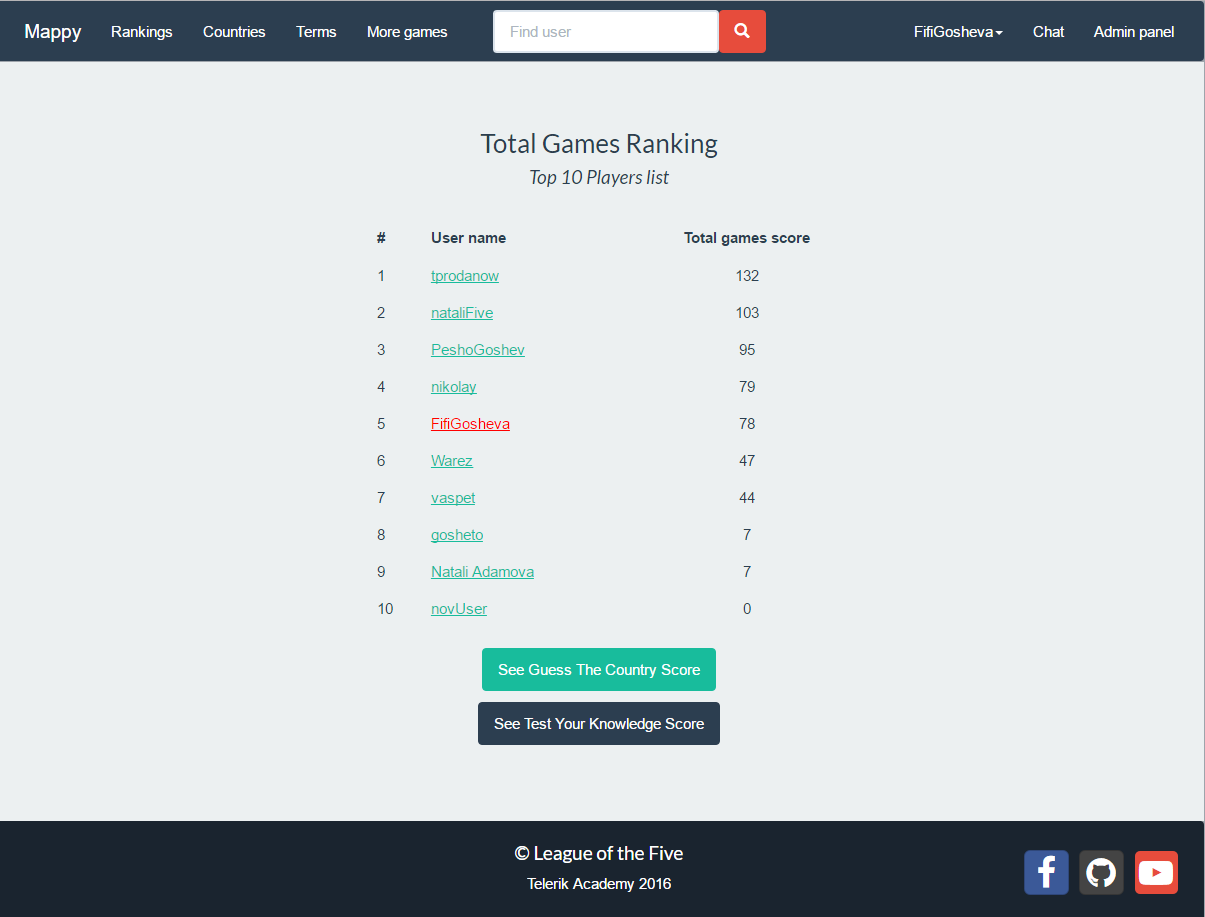 Mappy Rankings Countries Terms More games Find user FifiGosheva Chat Admin panel
Total Games Ranking
Top 10 Players list
# User name Total games score
1 tprodanow 132
2 nataliFive 103
3 PeshoGoshev 95
4 nikolay 79
5 FifiGosheva 78
6 Warez 47
7 vaspet 44
8 gosheto 7
9 Natali Adamova 7
10 novUser 0
See Guess The Country Score
See Test Your Knowledge Score
© League of the Five
Telerik Academy 2016